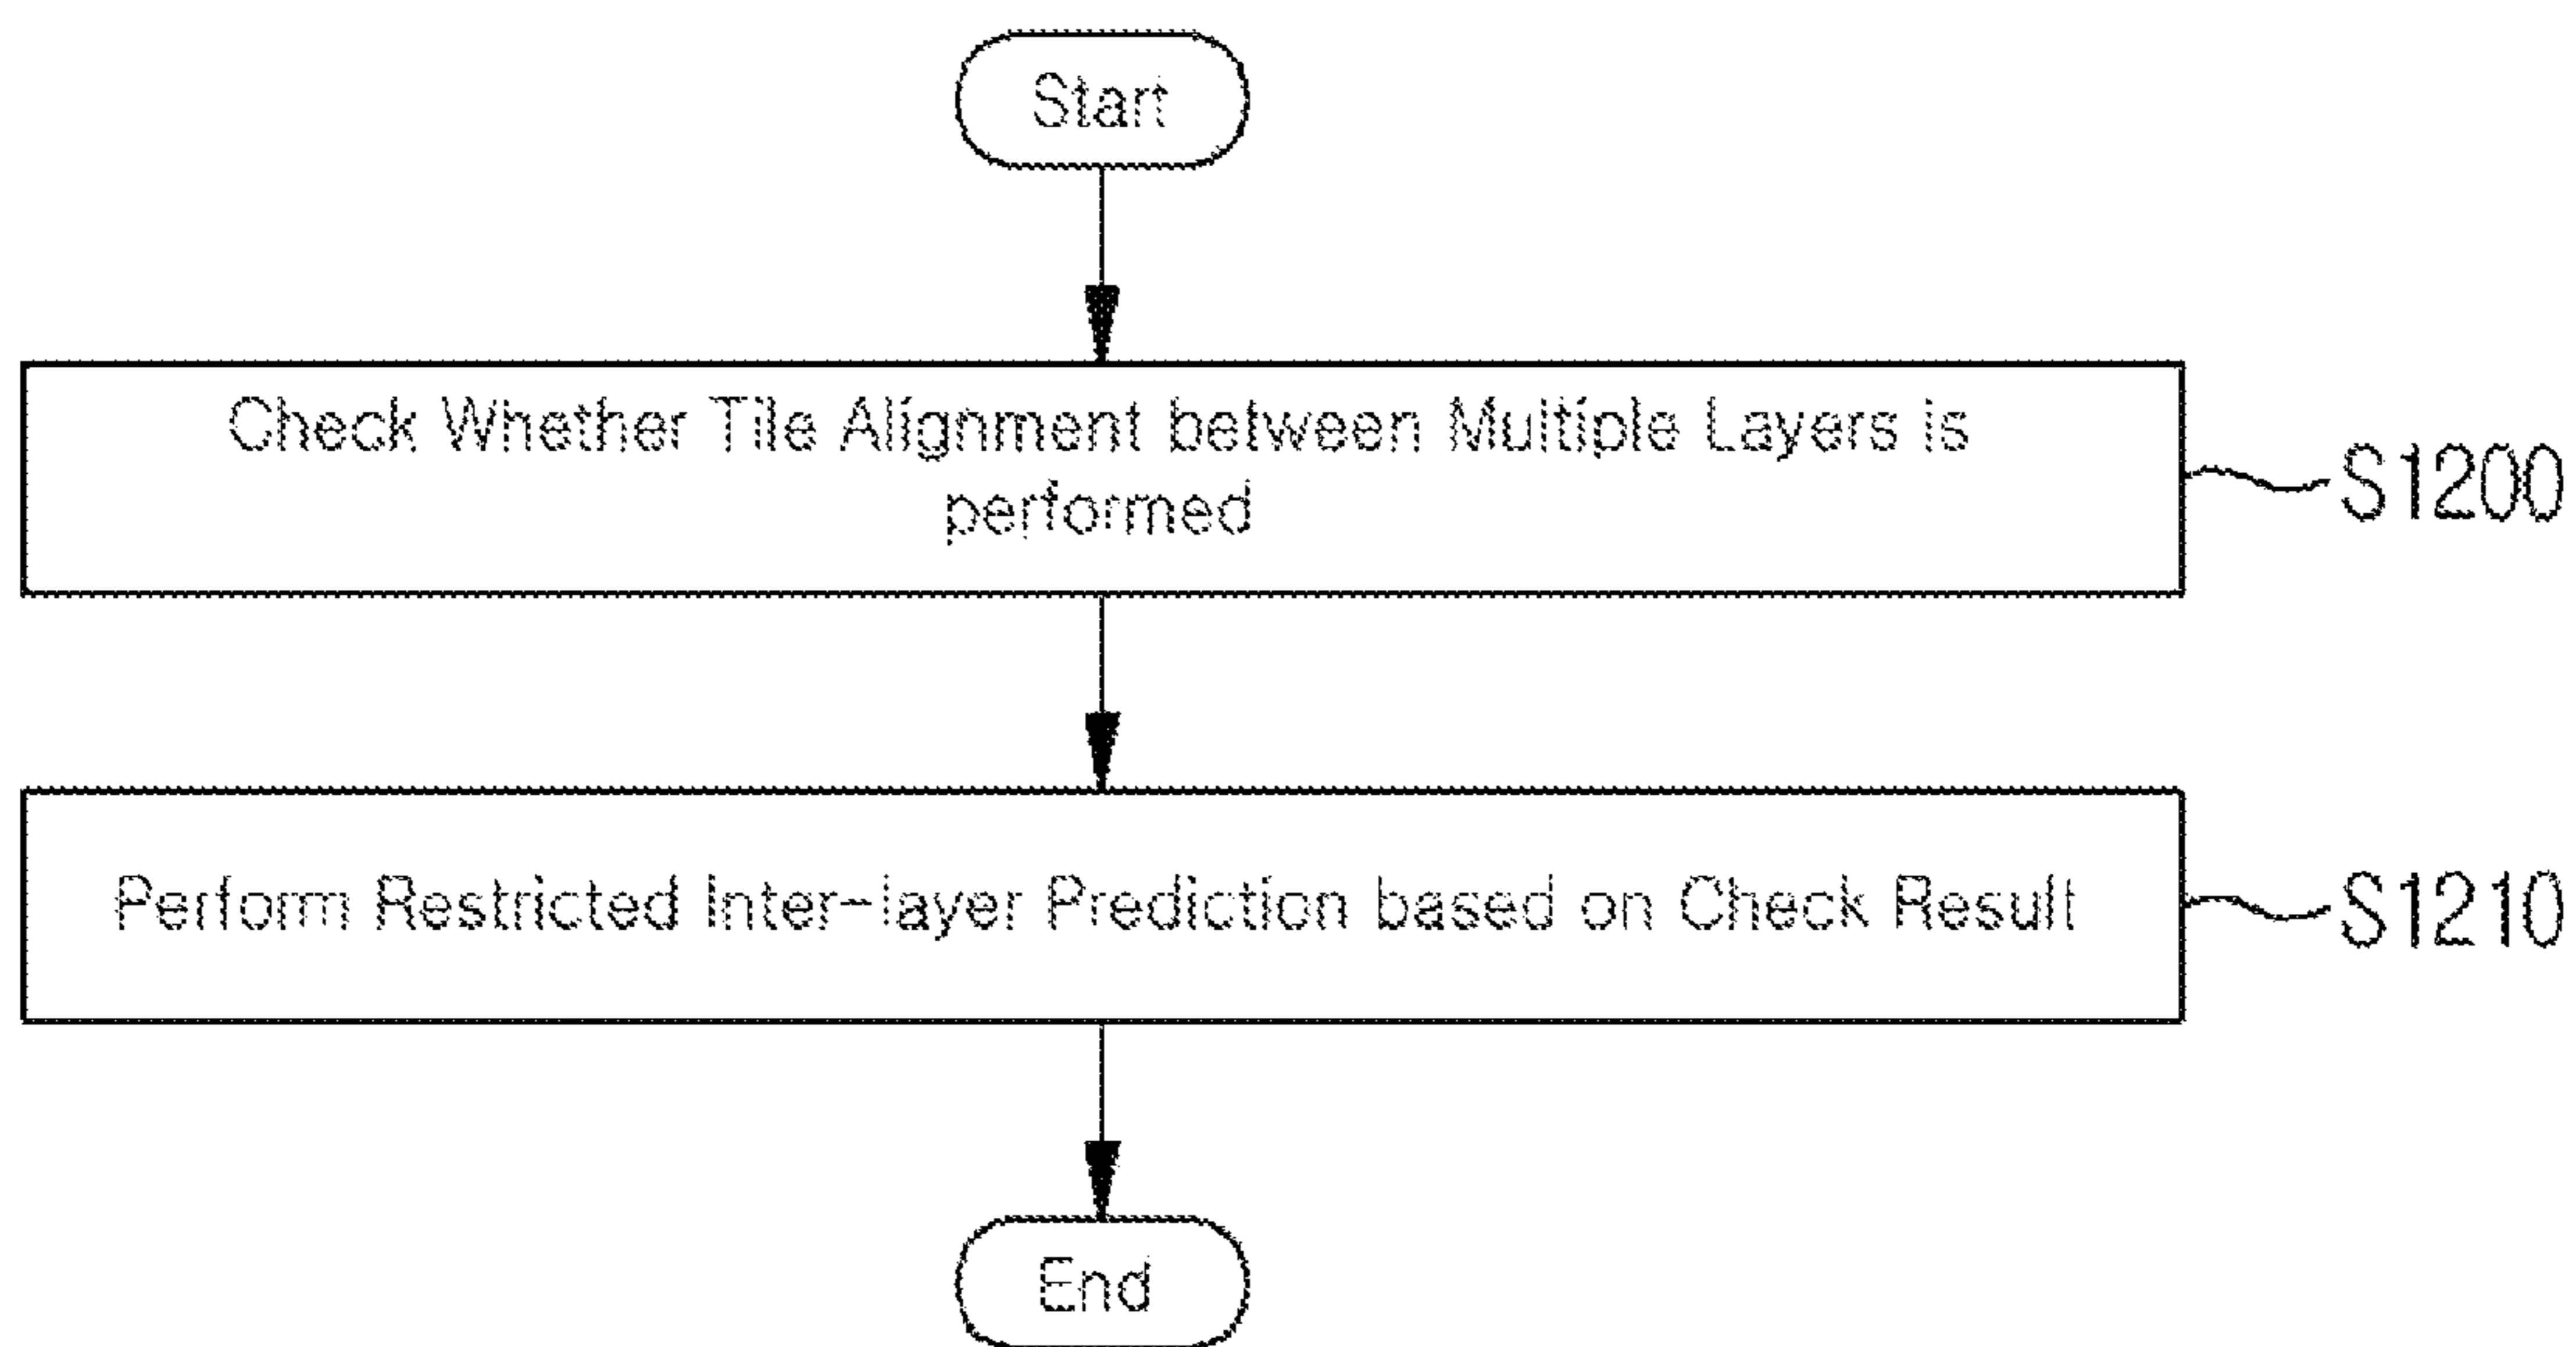 Start
Check Whether Tile Alignment between Multiple Layers is
performed
S1200
Perform Restricted Inter-layer Prediction based on Check Result
S1210
End